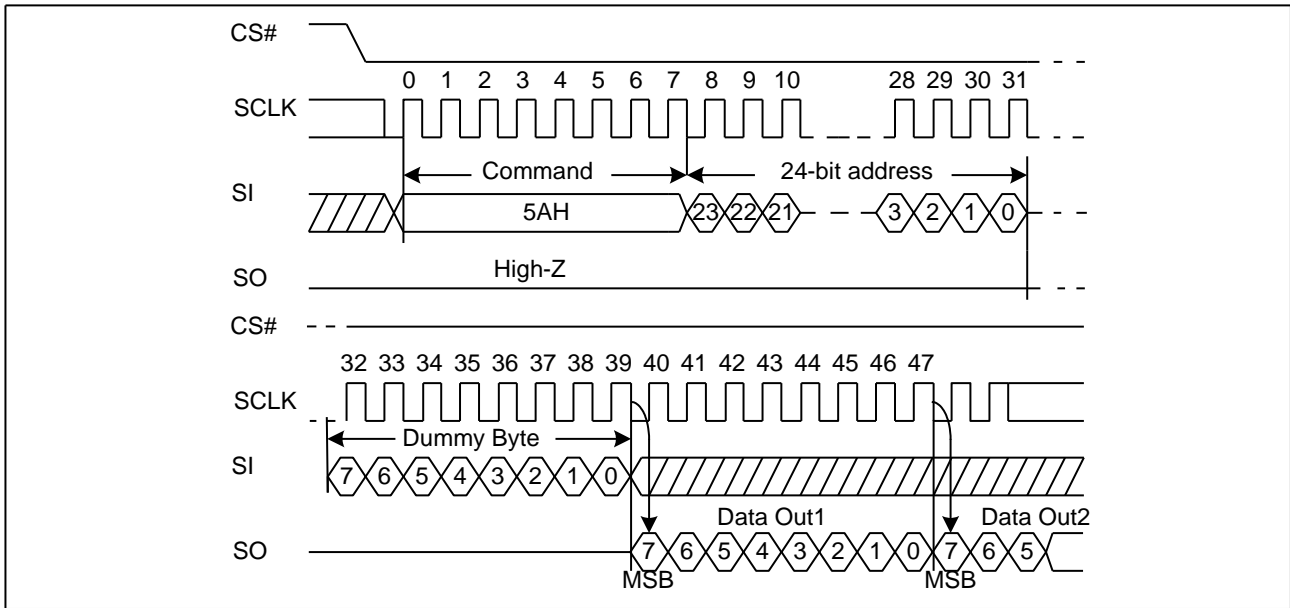 CS#
0 1 2 3 4 5 6 7 8 9 10 28 29 30 31
SCLK
Command 24-bit address
SI
5AH 23 22 21 3 2 1 0
High-Z
SO
CS#
32 33 34 35 36 37 38 39 40 41 42 43 44 45 46 47
SCLK
Dummy Byte
SI
7 6 5 4 3 2 1 0
Data Out1 Data Out2
SO 7 6 5 4 3 2 1 0 7 6 5
MSB MSB